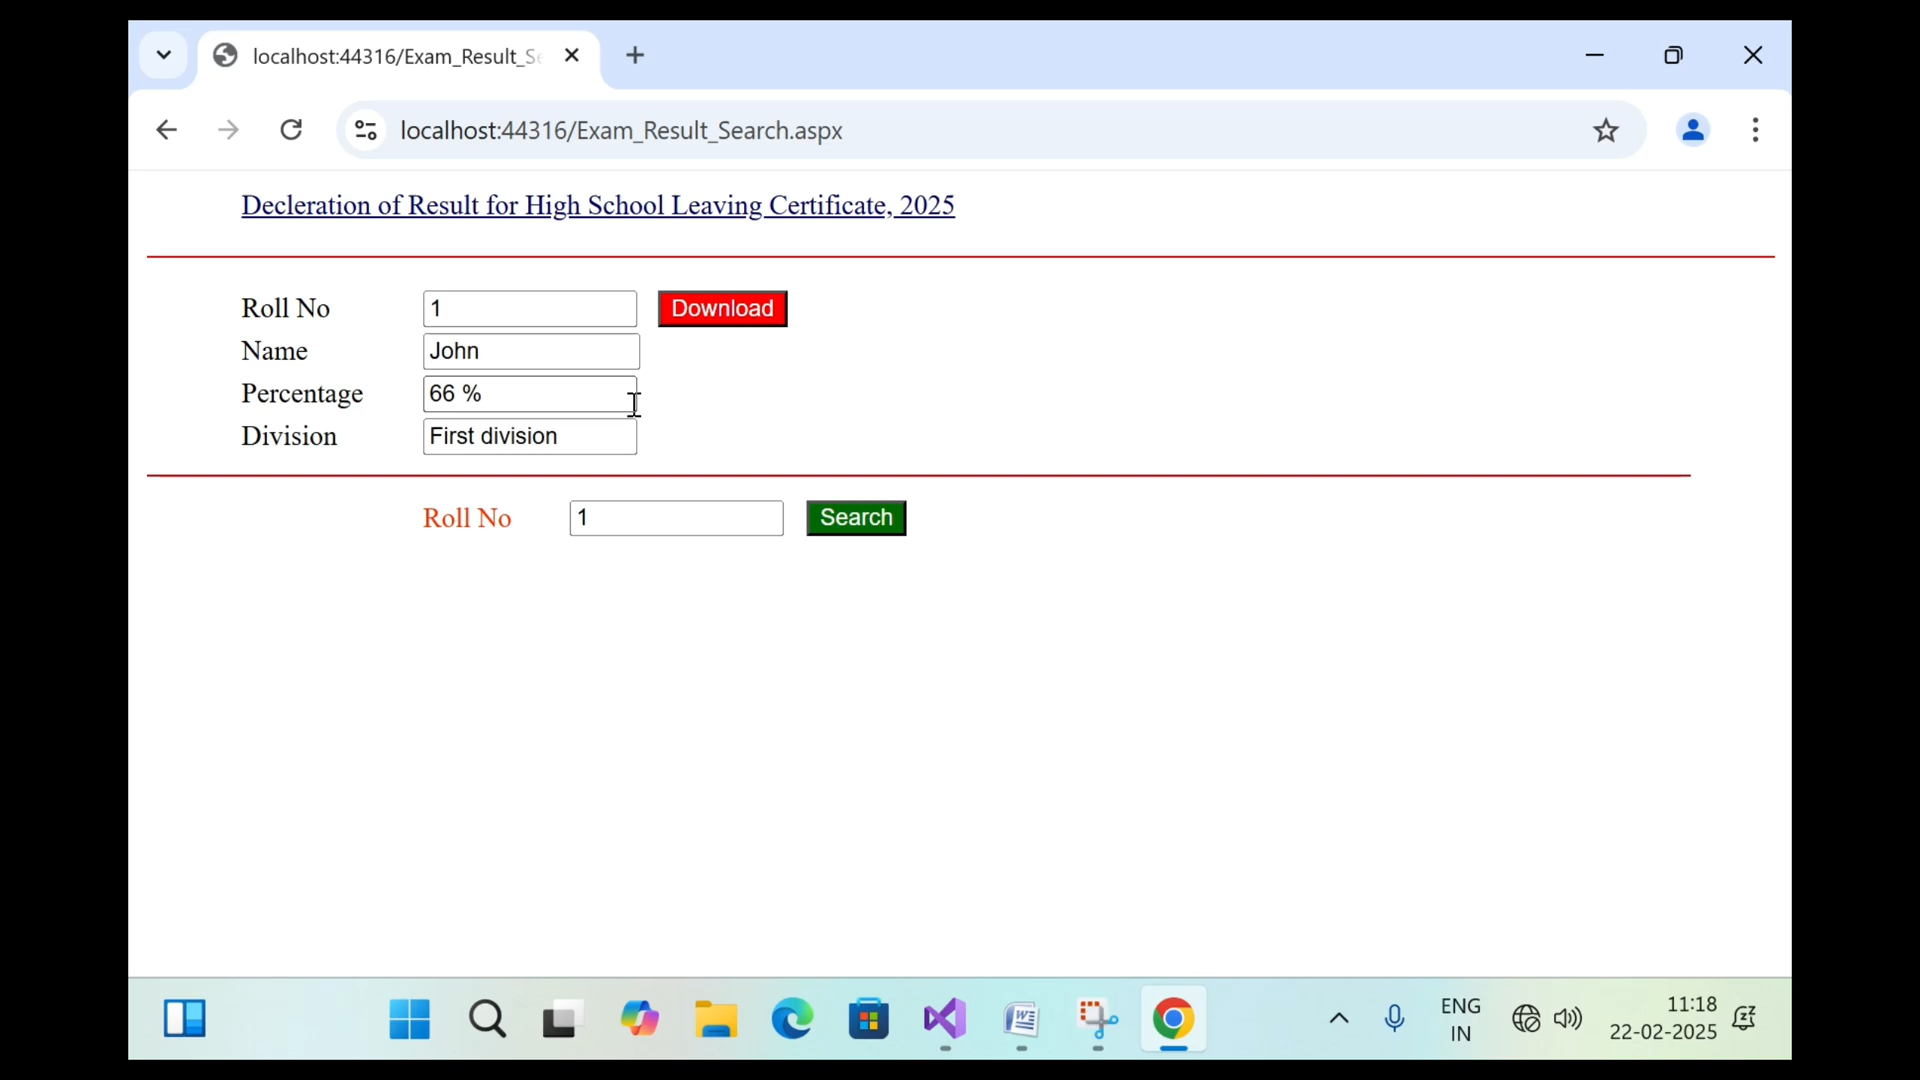 localhost:44316/Exam_Result_Se
localhost:44316/Exam_Result_Search.aspx
Decleration of Result for High School Leaving Certificate, 2025
Roll No 1 Download
Name John
Percentage 66 %
Division First division
Roll No 1 Search
ENG
IN
11:18
22-02-2025